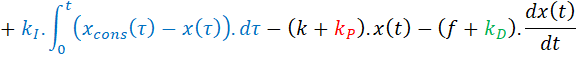 + k_I.∫_0^t (x_cons(τ) − x(τ)).dτ − (k + k_P).x(t) − (f + k_D).dx(t)/dt